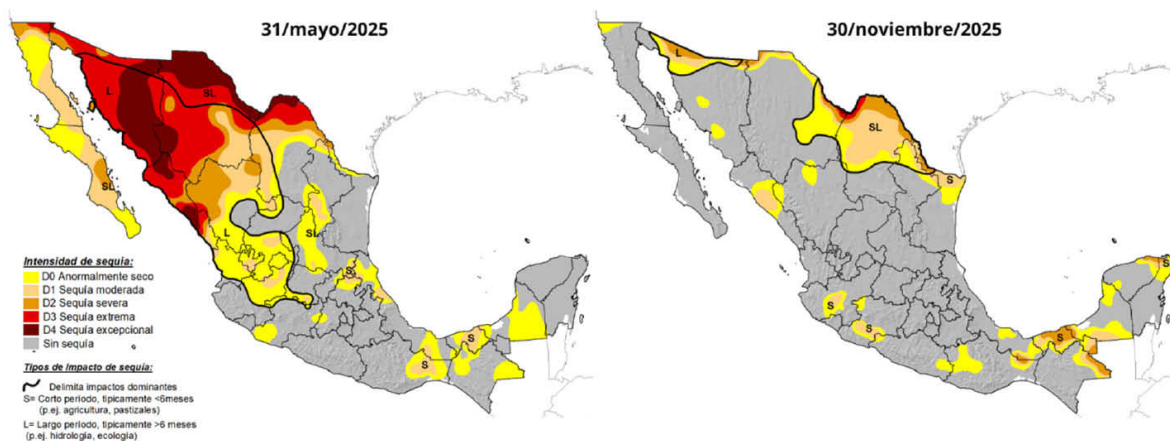 31/mayo/2025
30/noviembre/2025
L
SL
SL
L
SL
S
S
S
Intensidad de sequía:
D0 Anormalmente seco
D1 Sequía moderada
D2 Sequía severa
D3 Sequía extrema
D4 Sequía excepcional
Sin sequía
Tipos de impacto de sequía:
Delimita impactos dominantes
S= Corto periodo, típicamente <6meses
(p.ej. agricultura, pastizales)
L= Largo periodo, típicamente >6 meses
(p.ej. hidrología, ecología)
L
SL
S
S
S
S
S